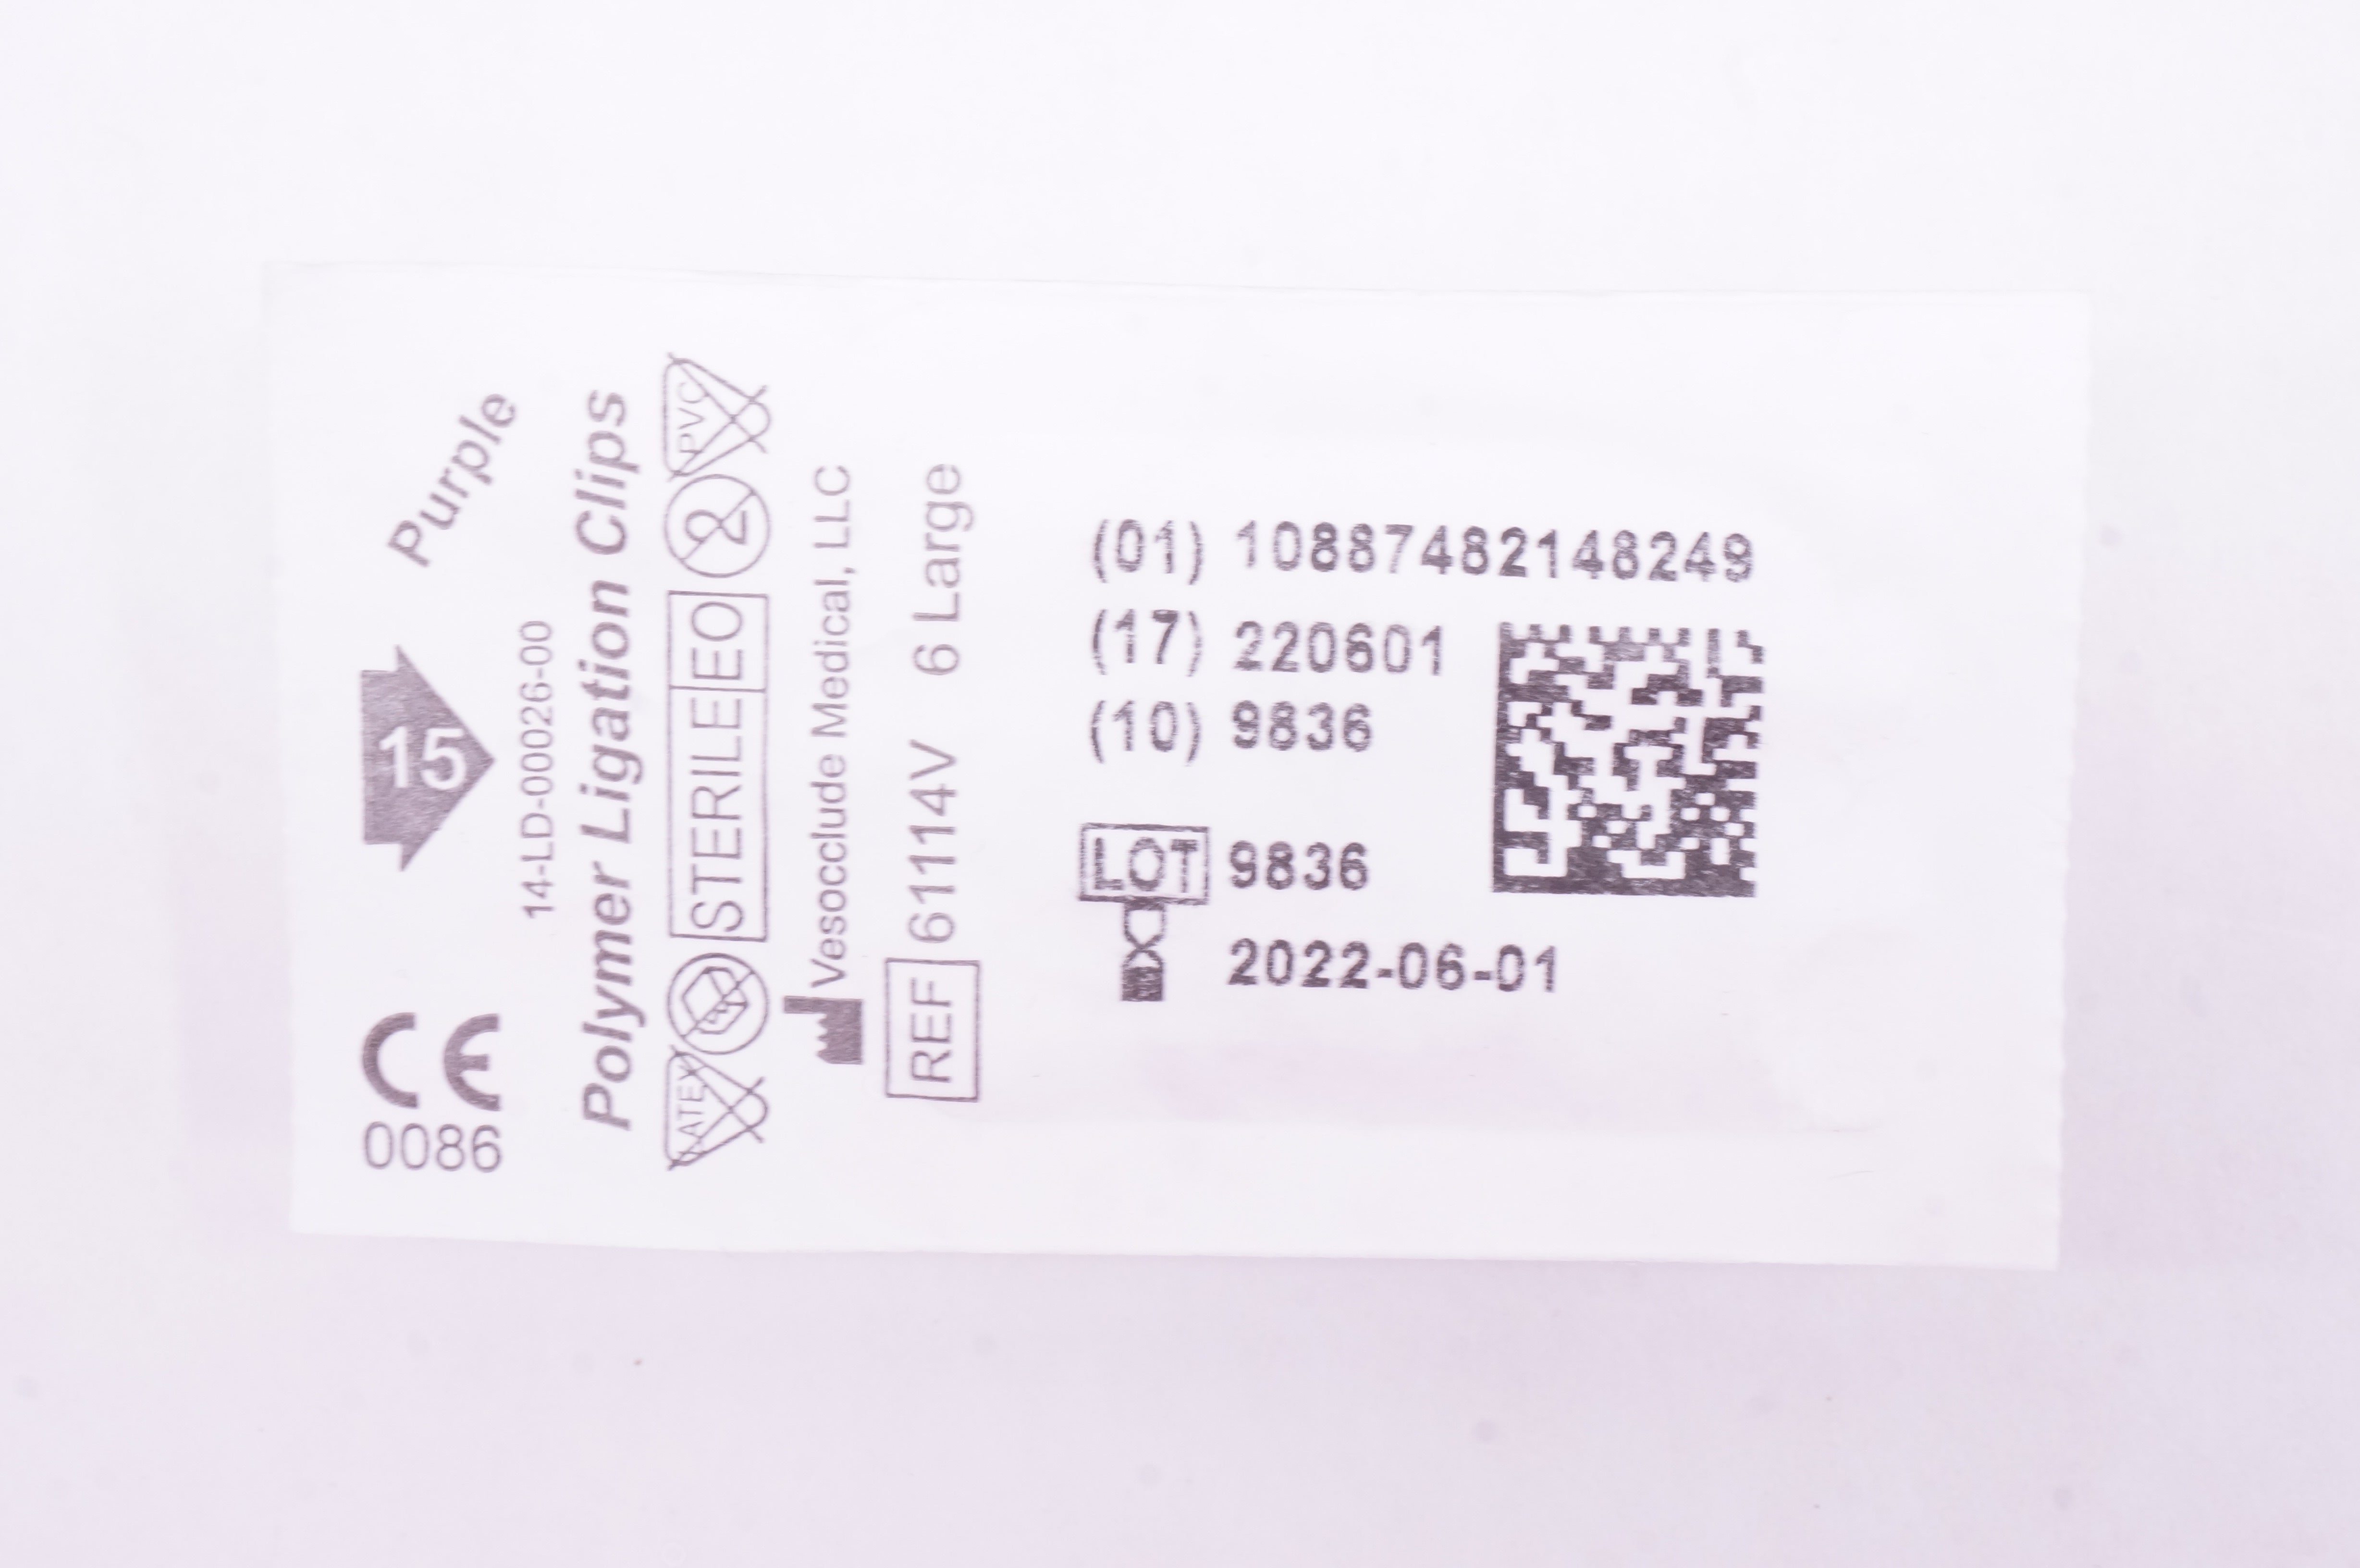 Purple
15
14-LD-00026-00
CE
0086
Polymer Ligation Clips
LATEX
STERILE EO
2
PVC
Vesocclude Medical, LLC
REF 61114V 6 Large
(01) 10887482148249
(17) 220601
(10) 9836
LOT 9836
2022-06-01